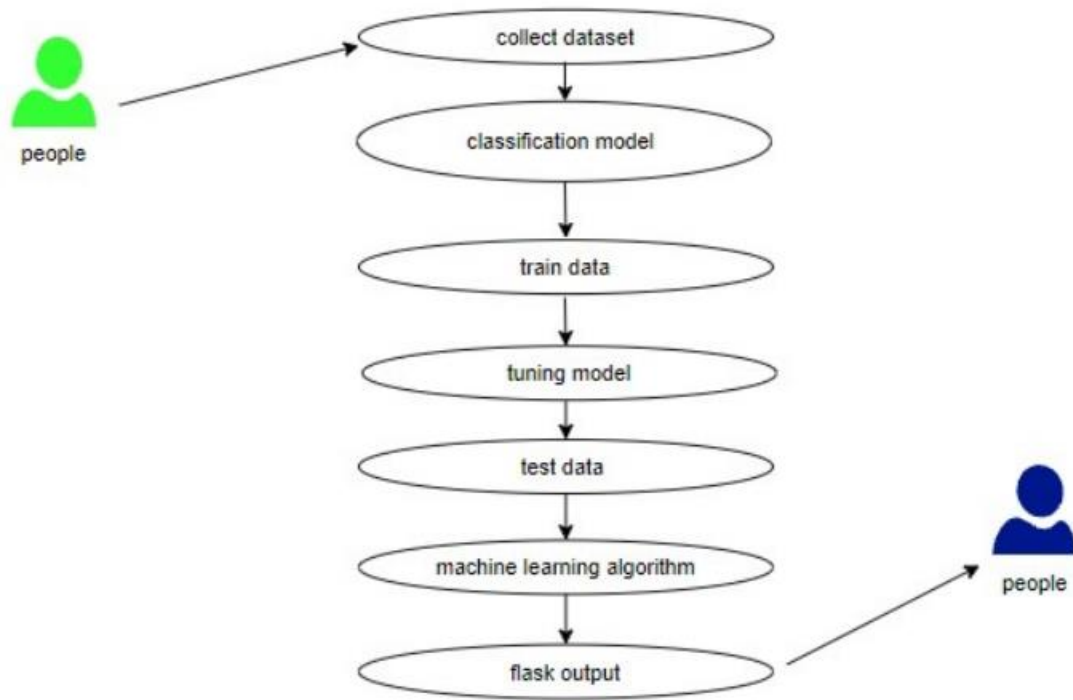 collect dataset
people
classification model
train data
tuning model
test data
machine learning algorithm
people
flask output